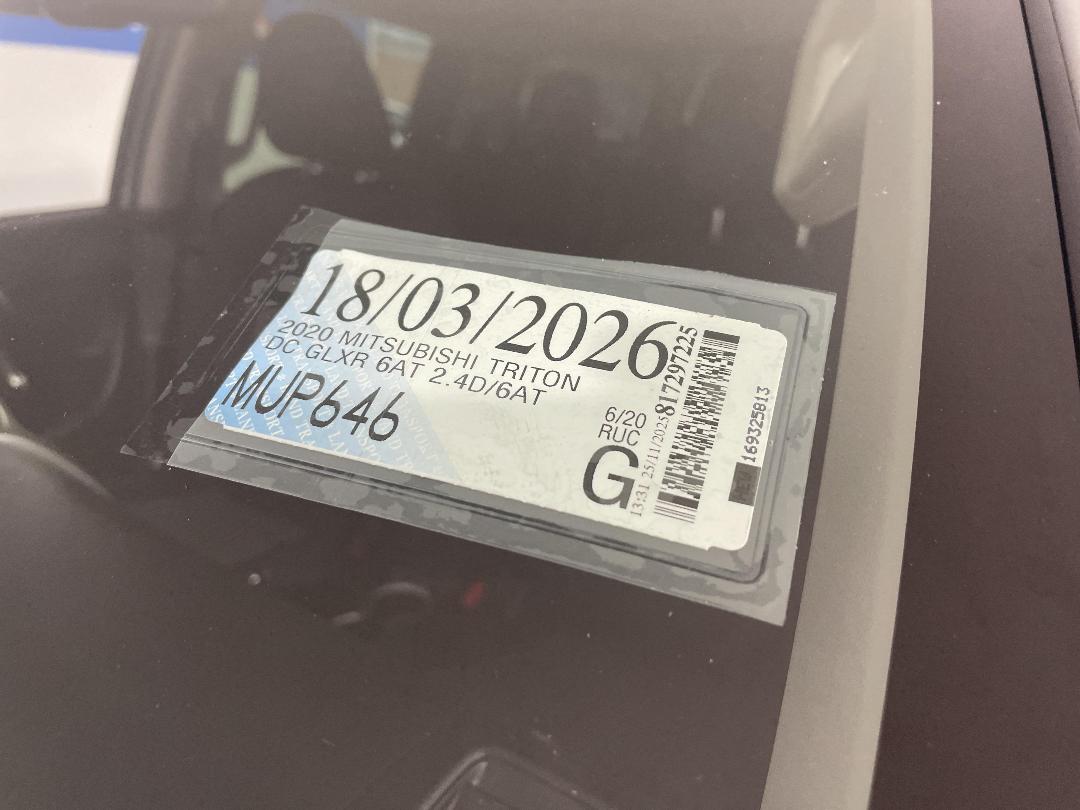 18/03/2026
2020 MITSUBISHI TRITON
DC GLXR 6AT 2.4D/6AT
MUP646
6/20
RUC
G
13:31 25/11/2025
817297225
169325813